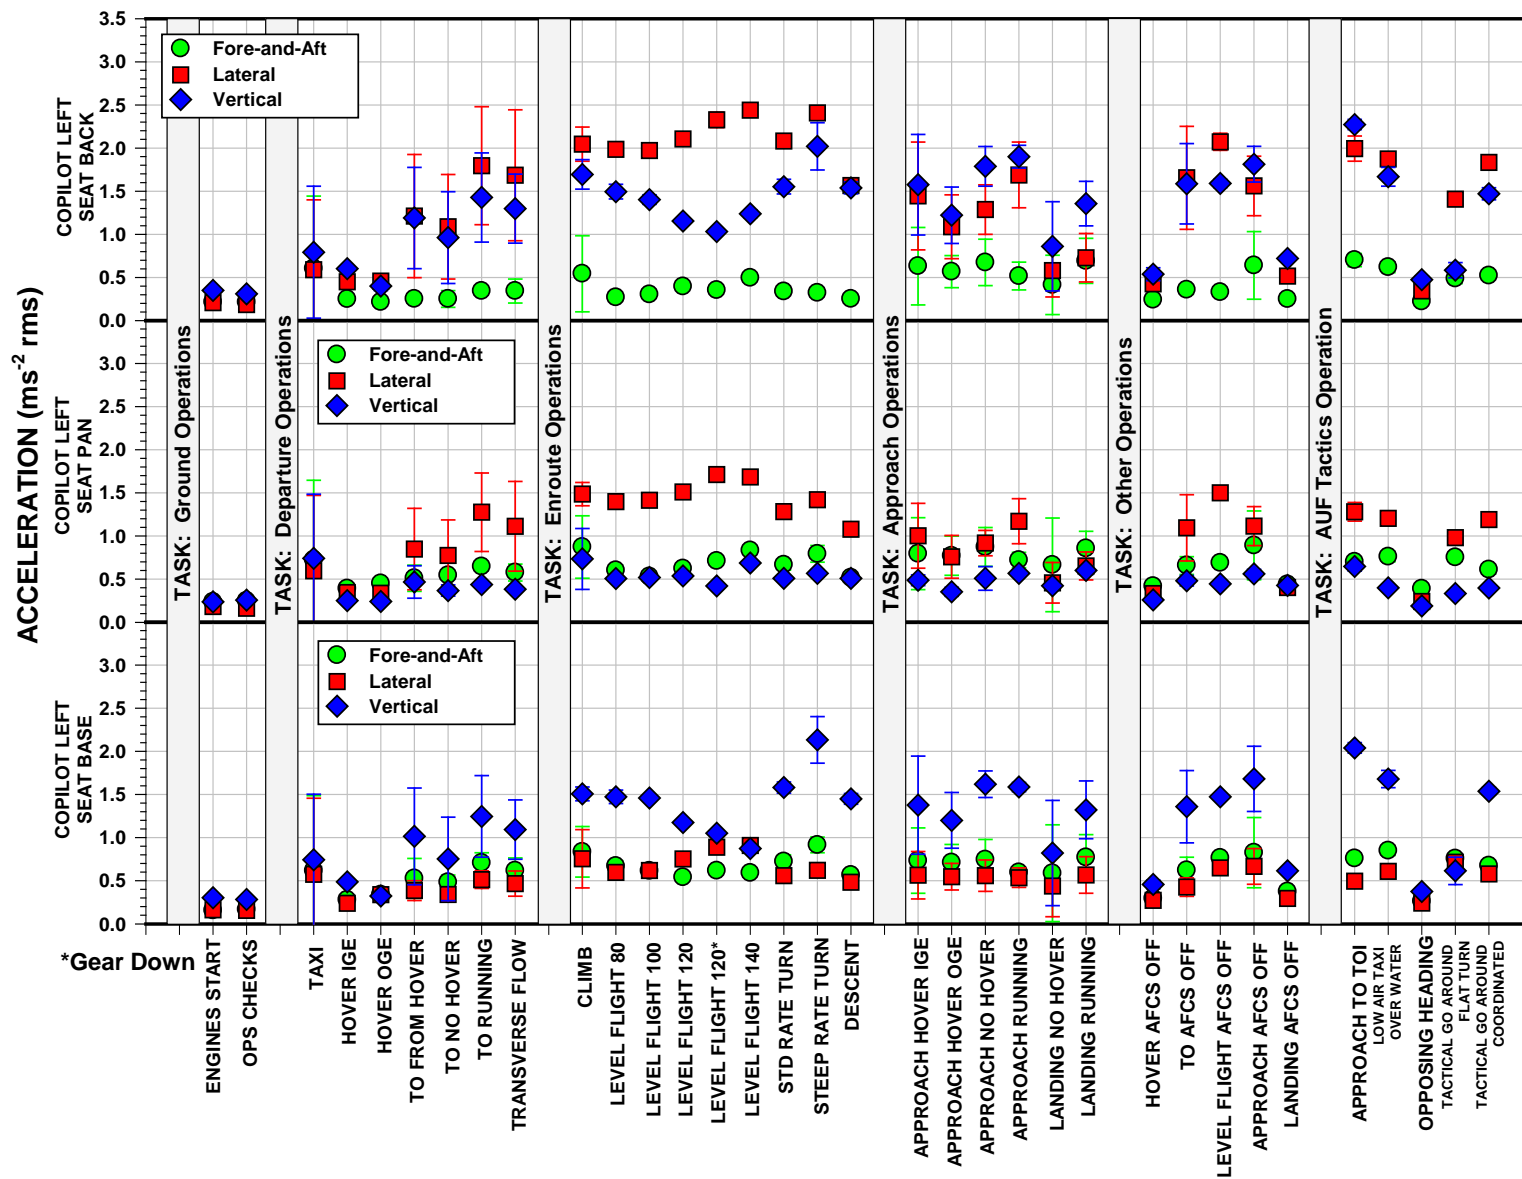 ACCELERATION (ms-2 rms)
COPILOT LEFT
SEAT BACK
3.5
3.0
2.5
2.0
1.5
1.0
0.5
0.0
Fore-and-Aft
Lateral
Vertical
COPILOT LEFT
SEAT PAN
3.0
2.5
2.0
1.5
1.0
0.5
0.0
Fore-and-Aft
Lateral
Vertical
COPILOT LEFT
SEAT BASE
3.0
2.5
2.0
1.5
1.0
0.5
0.0
Fore-and-Aft
Lateral
Vertical
TASK: Ground Operations
TASK: Departure Operations
TASK: Enroute Operations
TASK: Approach Operations
TASK: Other Operations
TASK: AUF Tactics Operation
*Gear Down
ENGINES START
OPS CHECKS
TAXI
HOVER IGE
HOVER OGE
TO FROM HOVER
TO NO HOVER
TO RUNNING
TRANSVERSE FLOW
CLIMB
LEVEL FLIGHT 80
LEVEL FLIGHT 100
LEVEL FLIGHT 120
LEVEL FLIGHT 120*
LEVEL FLIGHT 140
STD RATE TURN
STEEP RATE TURN
DESCENT
APPROACH HOVER IGE
APPROACH HOVER OGE
APPROACH NO HOVER
APPROACH RUNNING
LANDING NO HOVER
LANDING RUNNING
HOVER AFCS OFF
TO AFCS OFF
LEVEL FLIGHT AFCS OFF
APPROACH AFCS OFF
LANDING AFCS OFF
APPROACH TO TOI
LOW AIR TAXI
OVER WATER
OPPOSING HEADING
TACTICAL GO AROUND
FLAT TURN
TACTICAL GO AROUND
COORDINATED